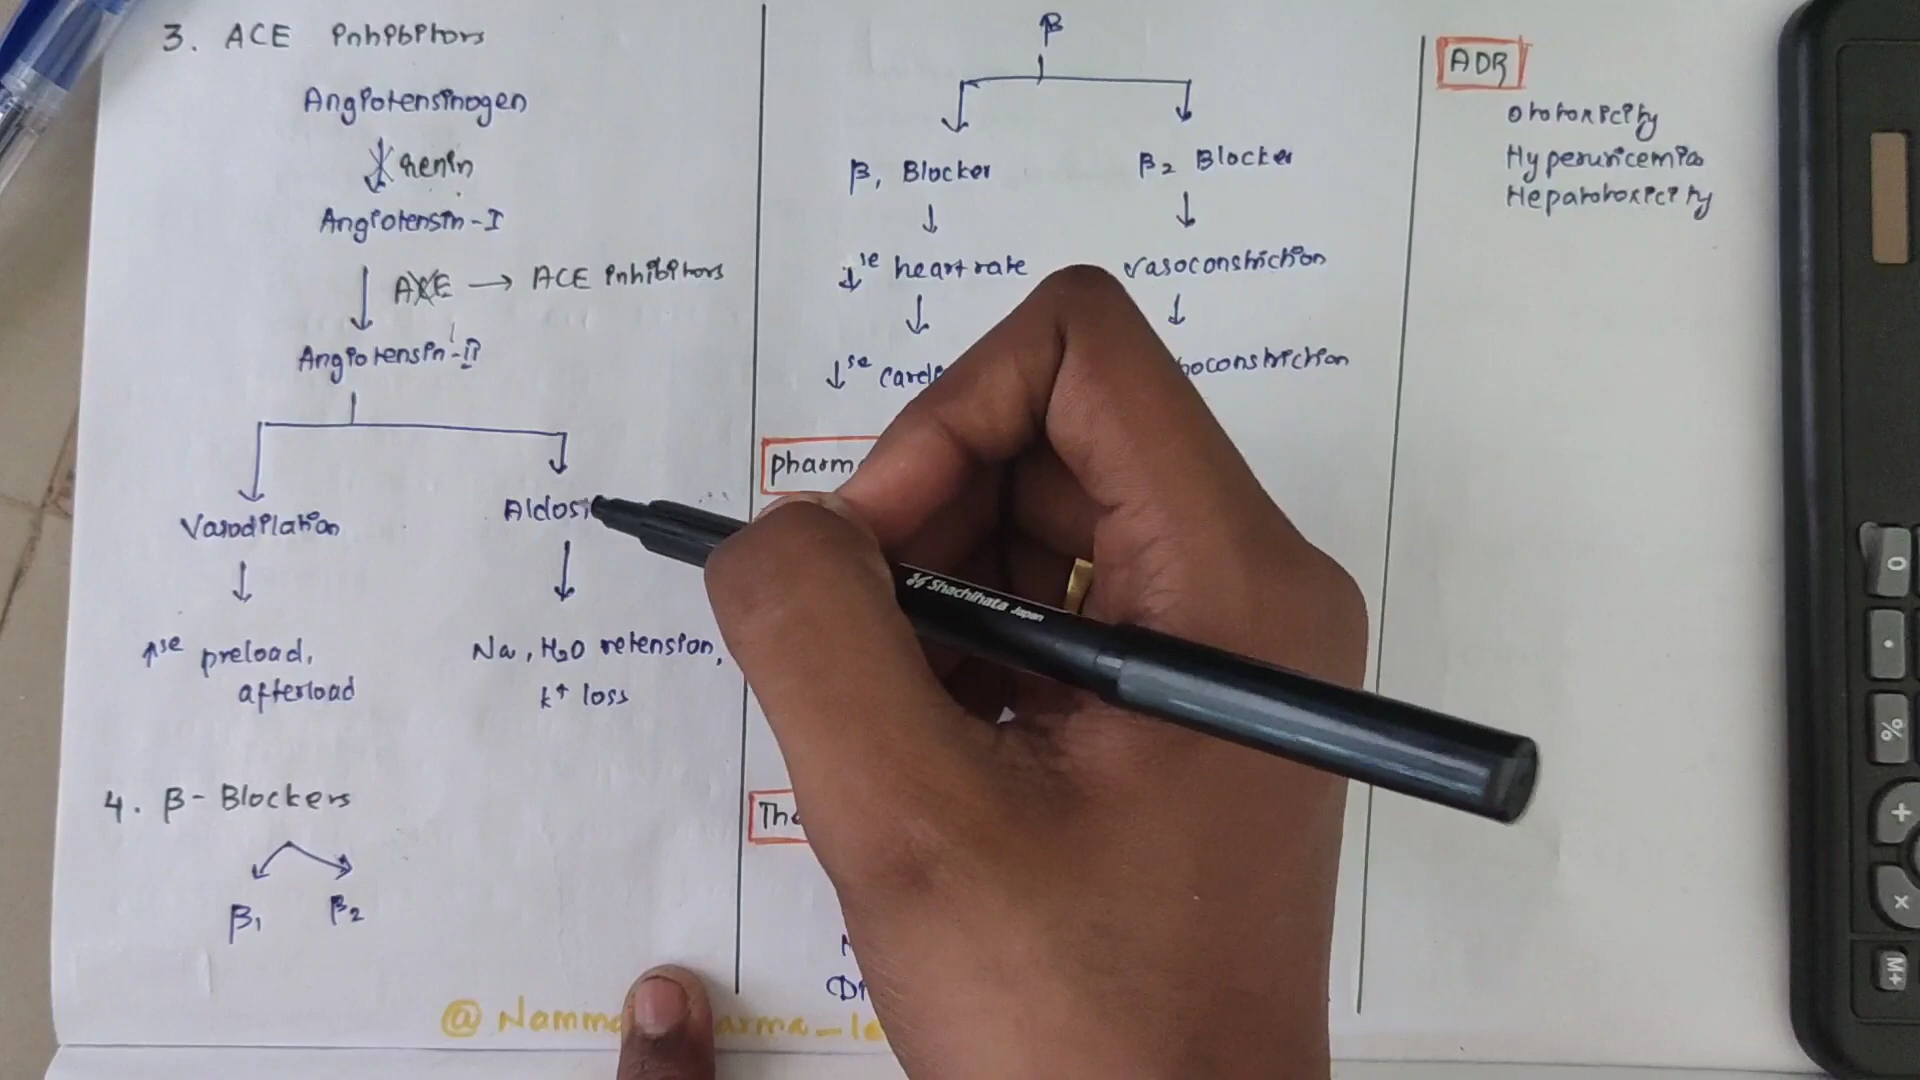 3. ACE Inhibitors
Angiotensinogen
renin
Angiotensin-I
ACE → ACE Inhibitors
Angiotensin-II
Vasodilation
↑se preload,
afterload
Na, H2O retension,
K+ loss
4. β-Blockers
β1 β2
β
β1 Blocker
↓se heart rate
↓se
β2 Blocker
vasoconstriction
ADR
ototoxicity
Hyperuricemia
Hepatotoxicity
Shachihata Japan
0
.
%
+
×
M+